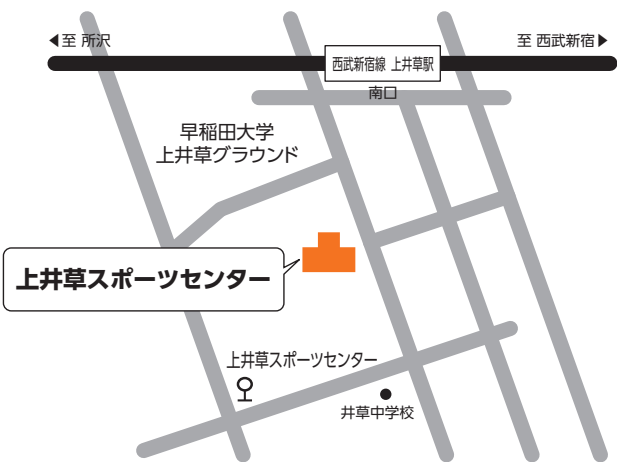 ◀至 所沢
至 西武新宿▶
西武新宿線 上井草駅
南口
早稲田大学
上井草グラウンド
上井草スポーツセンター
上井草スポーツセンター
井草中学校